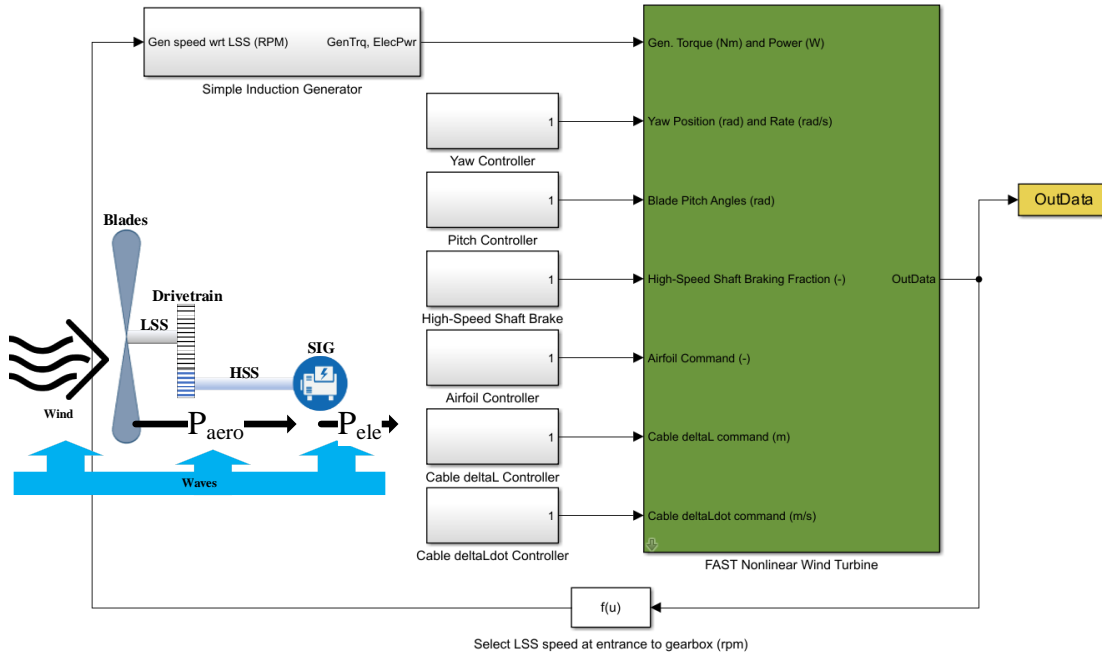 Gen speed wrt LSS (RPM)
GenTrq, ElecPwr
Simple Induction Generator
Gen. Torque (Nm) and Power (W)
1
Yaw Controller
Yaw Position (rad) and Rate (rad/s)
1
Pitch Controller
Blade Pitch Angles (rad)
1
High-Speed Shaft Brake
High-Speed Shaft Braking Fraction (-)
1
Airfoil Controller
Airfoil Command (-)
1
Cable deltaL Controller
Cable deltaL command (m)
1
Cable deltaLdot Controller
Cable deltaLdot command (m/s)
OutData
FAST Nonlinear Wind Turbine
OutData
Blades
Drivetrain
LSS
SIG
HSS
Wind
Paero
Pele
Waves
f(u)
Select LSS speed at entrance to gearbox (rpm)